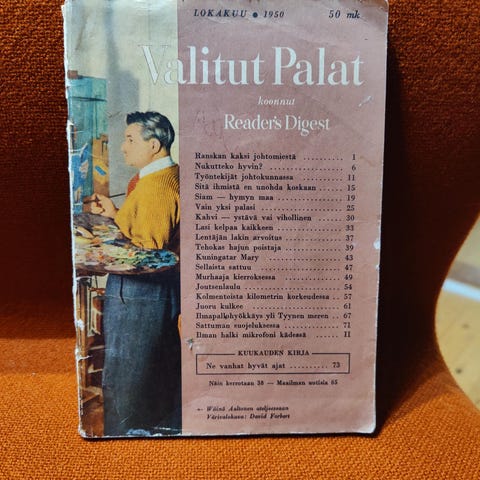 LOKAKUU • 1950 50 mk
Valitut Palat
koonnut
Reader's Digest
Ranskan kaksi johtomiestä .......... 1
Nukutteko hyvin? .......... 6
Työntekijät johtokunnassa .......... 11
Sitä ihmistä en unohda koskaan ..... 15
Siam — hymyn maa .......... 19
Vain yksi palasi .......... 25
Kahvi — ystävä vai vihollinen ...... 30
Lasi kelpaa kaikkeen .......... 33
Lentäjän lakin arvoitus .......... 37
Tehokas hajun poistaja .......... 39
Kuningatar Mary .......... 43
Sellaista sattuu .......... 47
Murhaaja kierroksessa .......... 49
Joutsenlaulu .......... 54
Kolmentoista kilometrin korkeudessa .. 57
Juoru kulkee .......... 61
Ilmapallohyökkäys yli Tyynen meren .. 67
Sattuman suojeluksessa .......... 71
Ilman halki mikrofoni kädessä ...... II
KUUKAUDEN KIRJA
Ne vanhat hyvät ajat .......... 73
Näin kerrotaan 38 — Maailman uutisia 65
← Wäinö Aaltonen ateljeessaan
Värivalokuva: David Forbert